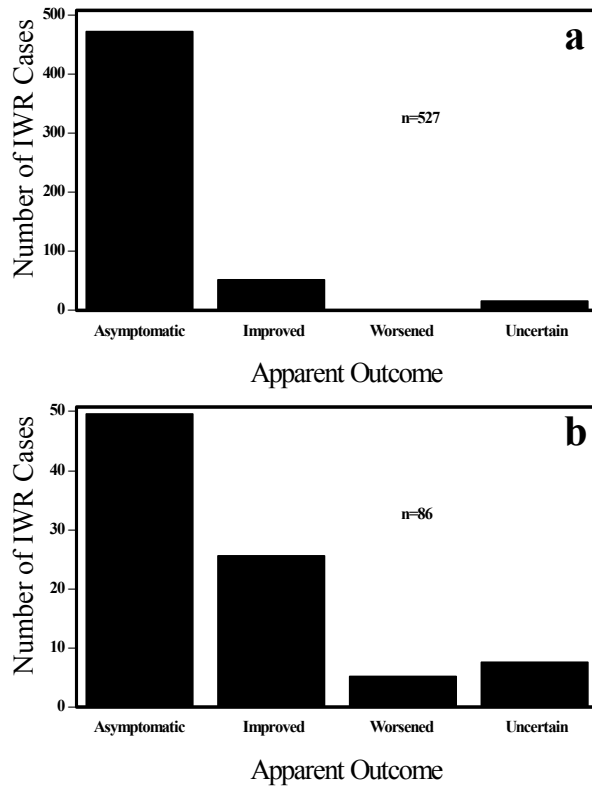 a
Number of IWR Cases
500
400
300
200
100
0
n=527
Asymptomatic Improved Worsened Uncertain
Apparent Outcome
b
Number of IWR Cases
50
40
30
20
10
0
n=86
Asymptomatic Improved Worsened Uncertain
Apparent Outcome